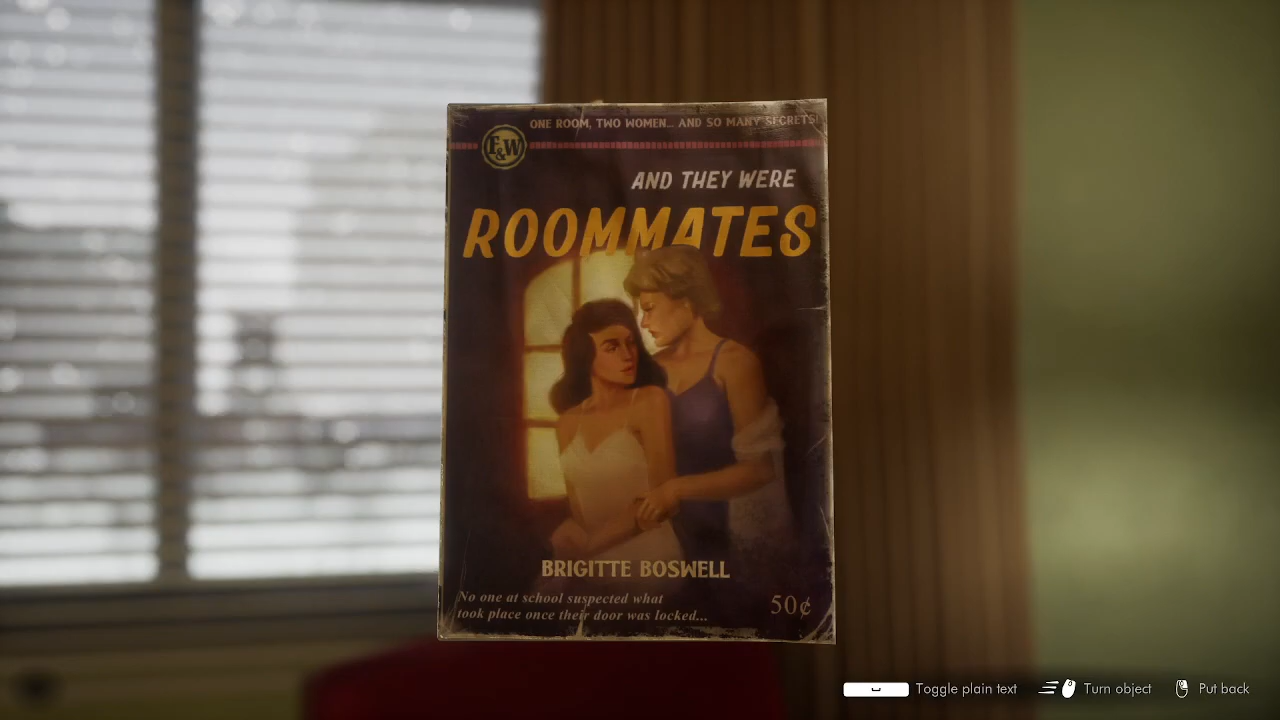 ONE ROOM, TWO WOMEN... AND SO MANY SECRETS!
F&W
AND THEY WERE
ROOMMATES
BRIGITTE BOSWELL
No one at school suspected what
took place once their door was locked...
50¢
Toggle plain text
Turn object
Put back